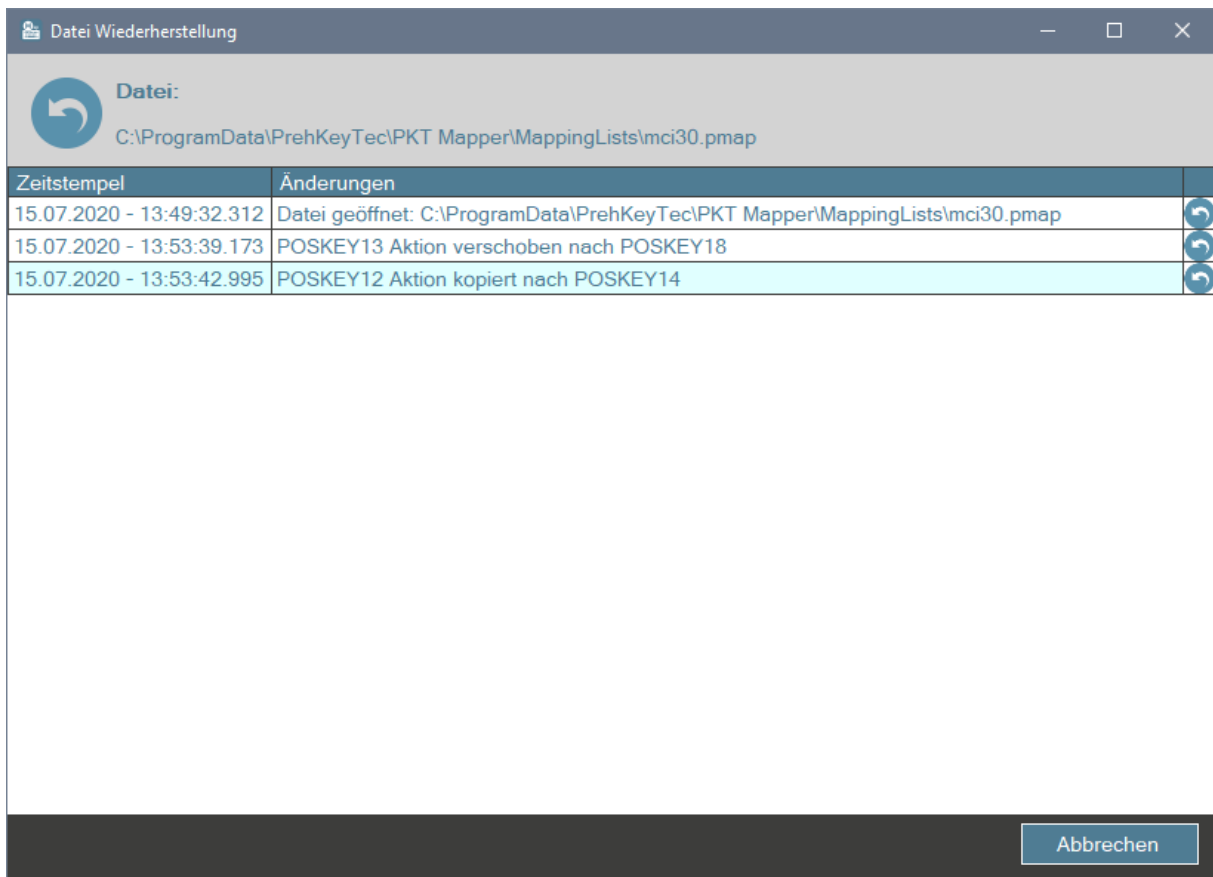 Datei Wiederherstellung
Datei:
C:\ProgramData\PrehKeyTec\PKT Mapper\MappingLists\mci30.pmap
Zeitstempel Änderungen
15.07.2020 - 13:49:32.312 Datei geöffnet: C:\ProgramData\PrehKeyTec\PKT Mapper\MappingLists\mci30.pmap
15.07.2020 - 13:53:39.173 POSKEY13 Aktion verschoben nach POSKEY18
15.07.2020 - 13:53:42.995 POSKEY12 Aktion kopiert nach POSKEY14
Abbrechen